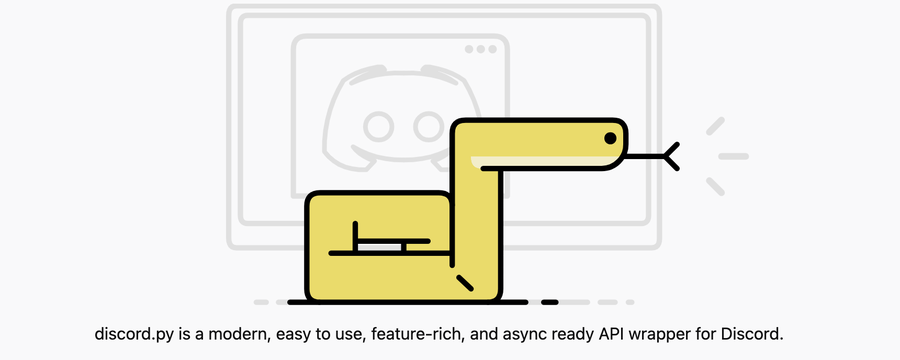 discord.py is a modern, easy to use, feature-rich, and async ready API wrapper for Discord.